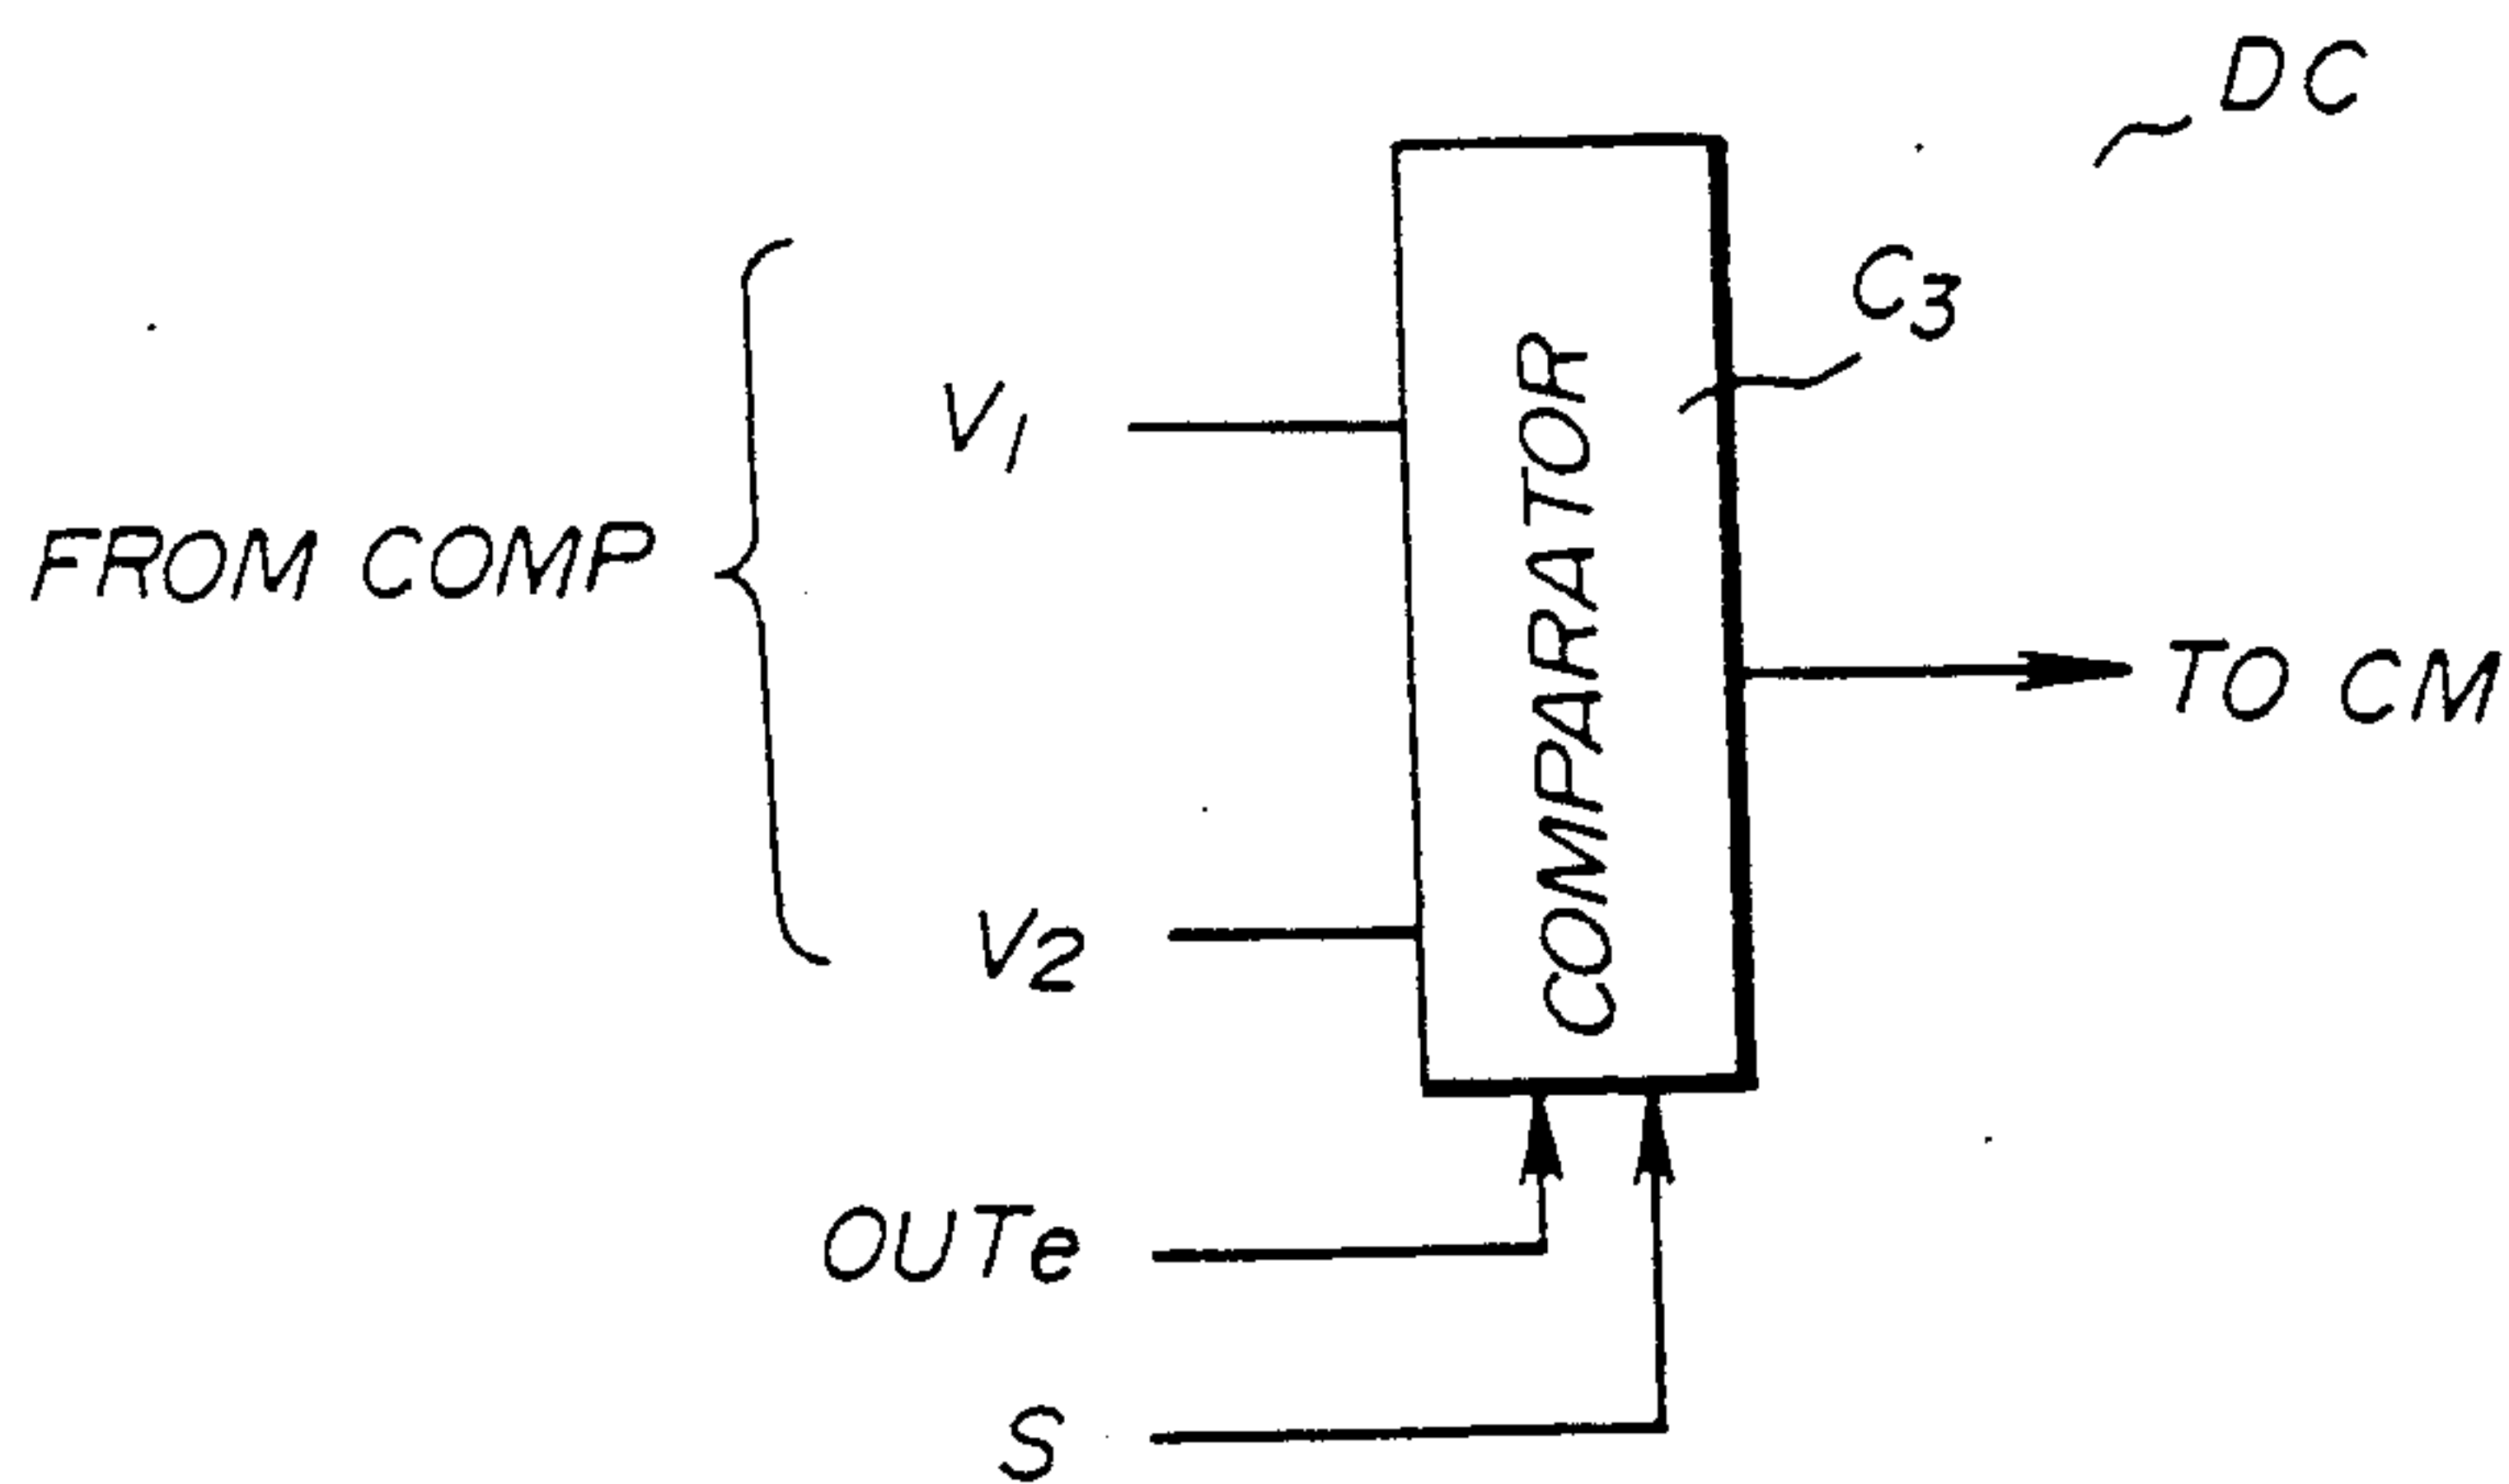 DC
C3
V1
FROM COMP
COMPARATOR
TO CM
V2
OUTe
S